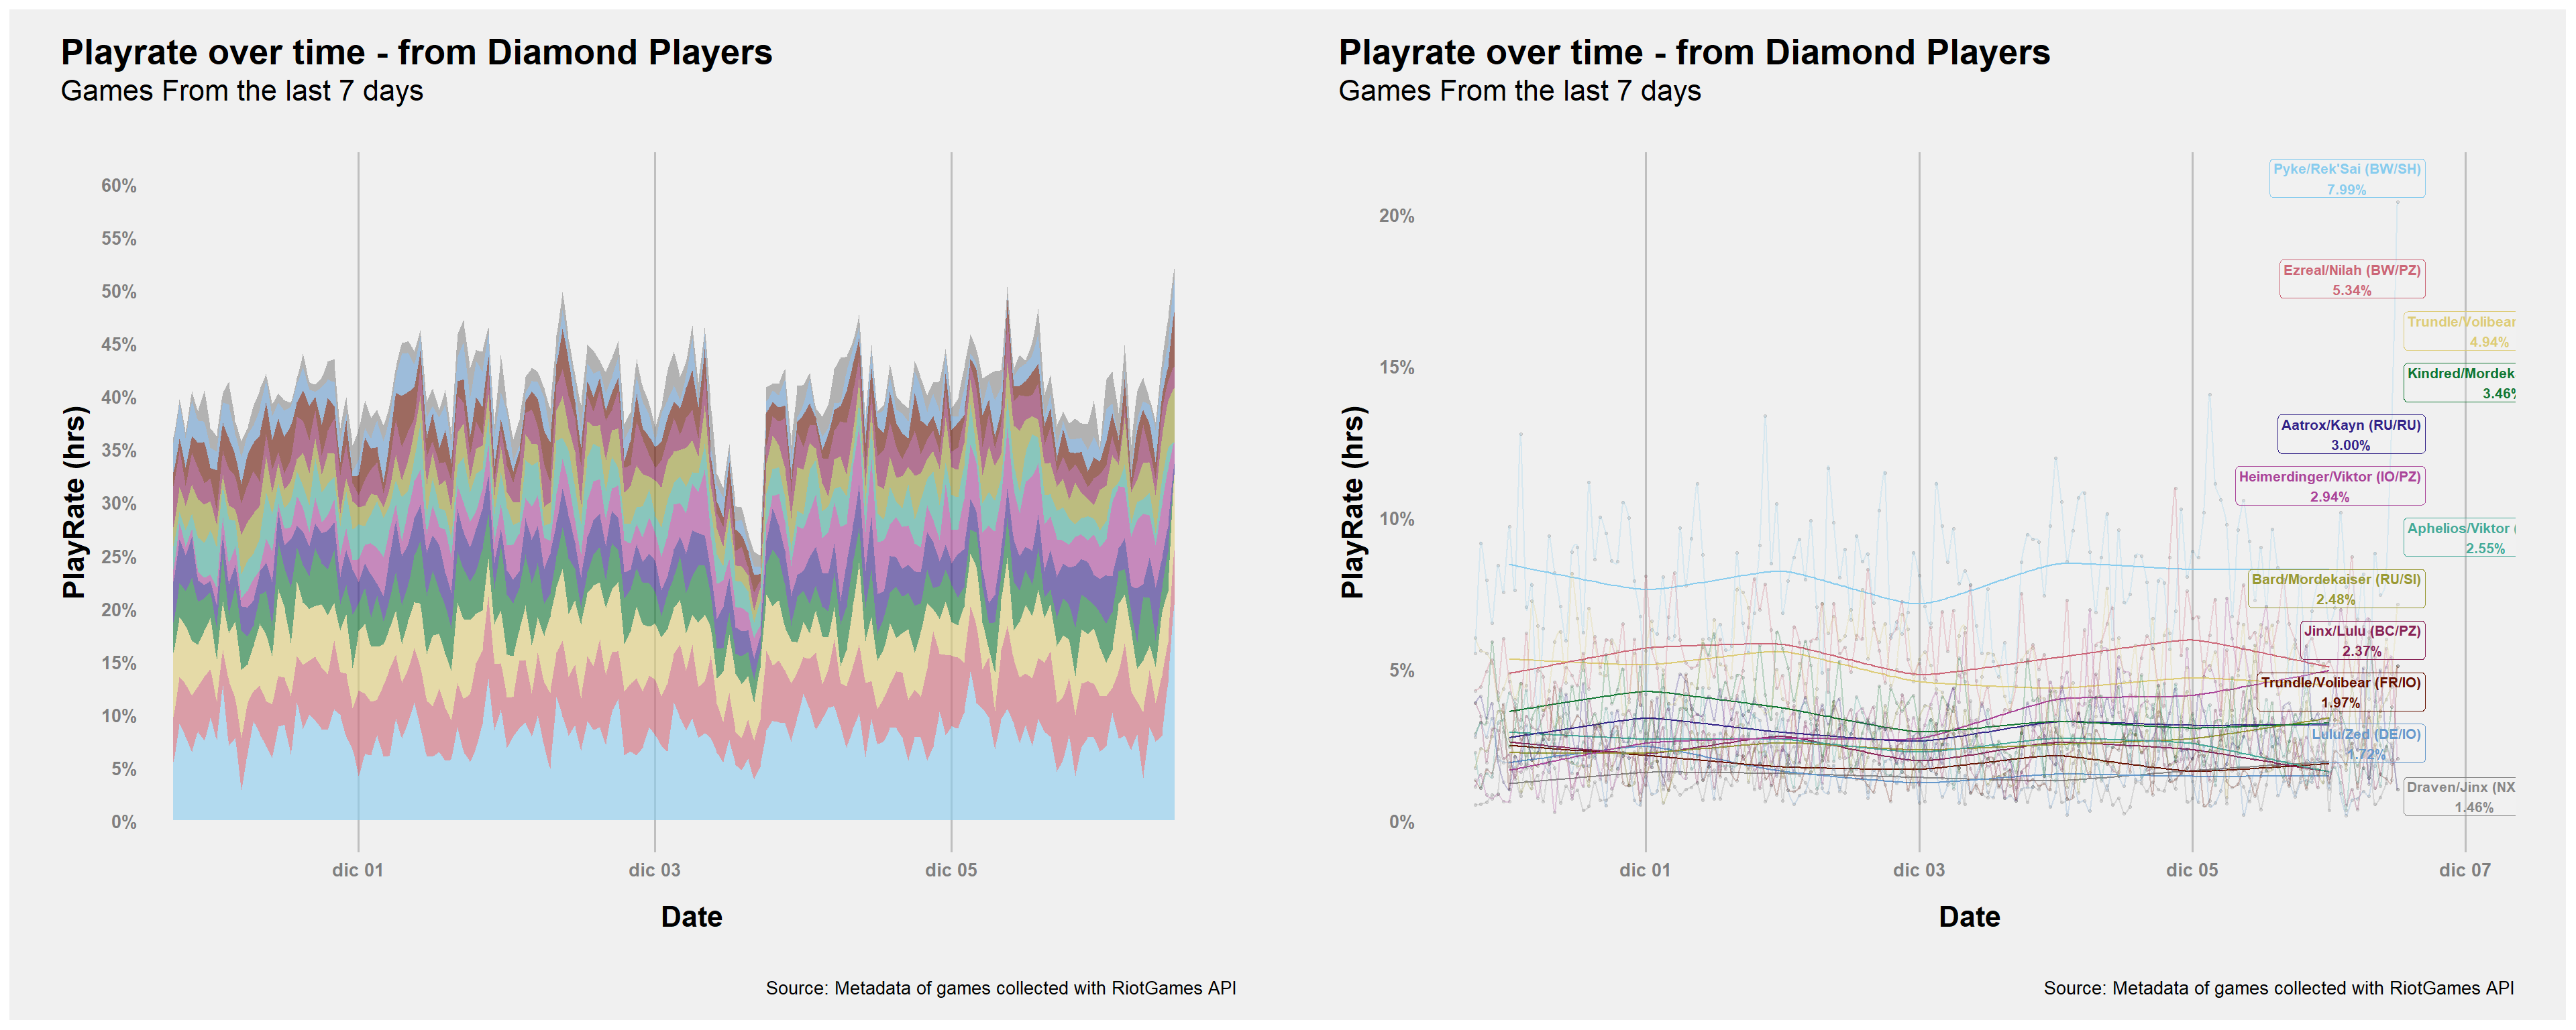 Playrate over time - from Diamond Players
Games From the last 7 days
60%
55%
50%
45%
40%
35%
30%
25%
20%
15%
10%
5%
0%
PlayRate (hrs)
dic 01
dic 03
dic 05
Date
Source: Metadata of games collected with RiotGames API
Playrate over time - from Diamond Players
Games From the last 7 days
20%
15%
10%
5%
0%
PlayRate (hrs)
Pyke/Rek'Sai (BW/SH)
7.99%
Ezreal/Nilah (BW/PZ)
5.34%
Trundle/Volibear
4.94%
Kindred/Mordek
3.46%
Aatrox/Kayn (RU/RU)
3.00%
Heimerdinger/Viktor (IO/PZ)
2.94%
Aphelios/Viktor (
2.55%
Bard/Mordekaiser (RU/SI)
2.48%
Jinx/Lulu (BC/PZ)
2.37%
Trundle/Volibear (FR/IO)
1.97%
Lulu/Zed (DE/IO)
1.72%
Draven/Jinx (NX
1.46%
dic 01
dic 03
dic 05
dic 07
Date
Source: Metadata of games collected with RiotGames API